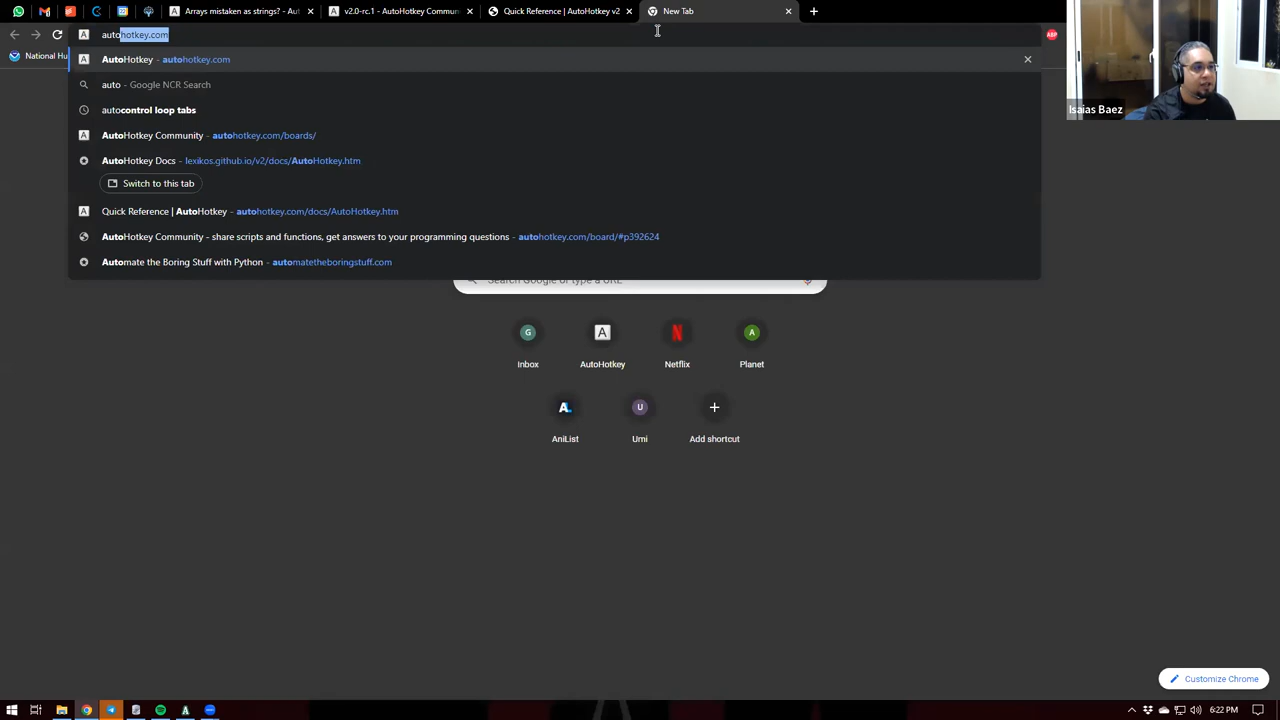 Arrays mistaken as strings? - Aut
v2.0-rc.1 - AutoHotkey Commun
Quick Reference | AutoHotkey v2
New Tab
autohotkey.com
National Hu
ABP
AutoHotkey - autohotkey.com
auto - Google NCR Search
autocontrol loop tabs
AutoHotkey Community - autohotkey.com/boards/
AutoHotkey Docs - lexikos.github.io/v2/docs/AutoHotkey.htm
Switch to this tab
Quick Reference | AutoHotkey - autohotkey.com/docs/AutoHotkey.htm
AutoHotkey Community - share scripts and functions, get answers to your programming questions - autohotkey.com/board/#p392624
Automate the Boring Stuff with Python - automatetheboringstuff.com
Search Google or type a URL
Isaias Baez
G
A
N
A
Inbox
AutoHotkey
Netflix
Planet
A.
U
AniList
Umi
Add shortcut
Customize Chrome
6:22 PM